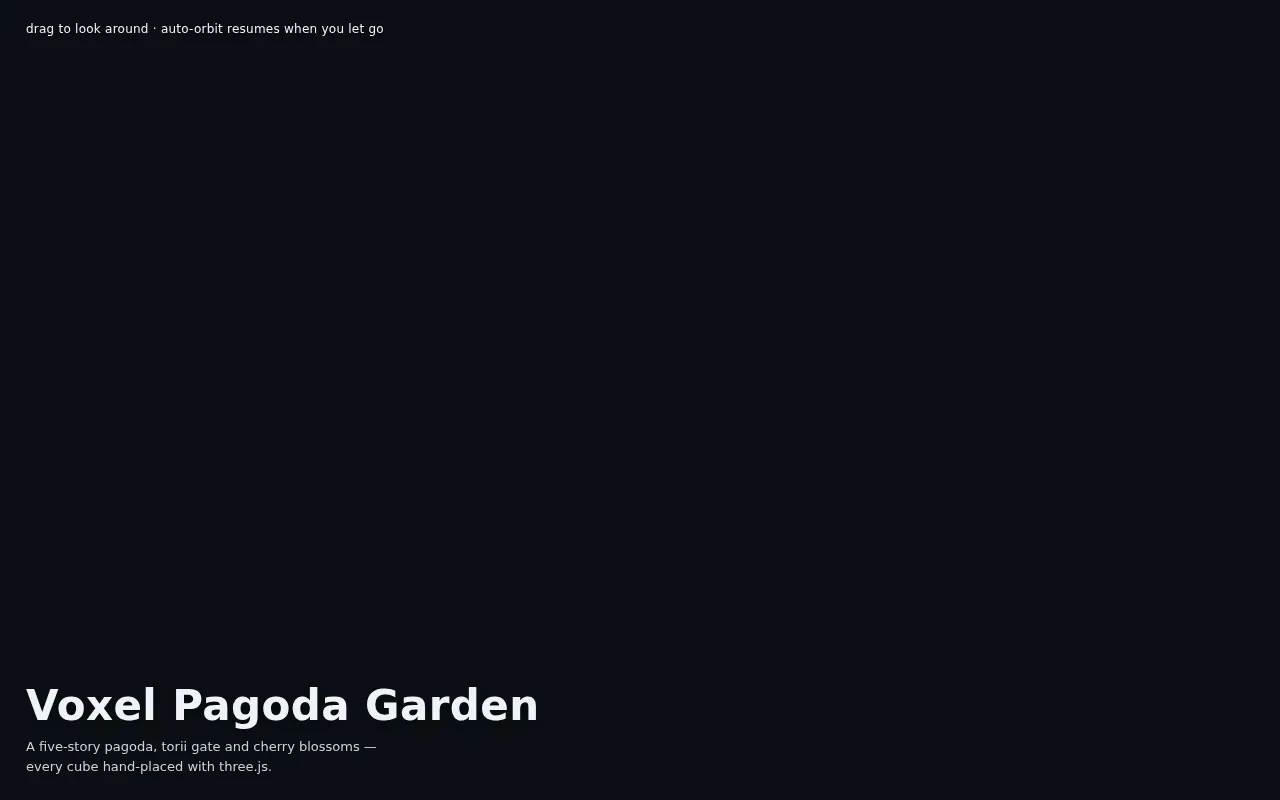 drag to look around · auto-orbit resumes when you let go
Voxel Pagoda Garden
A five-story pagoda, torii gate and cherry blossoms —
every cube hand-placed with three.js.